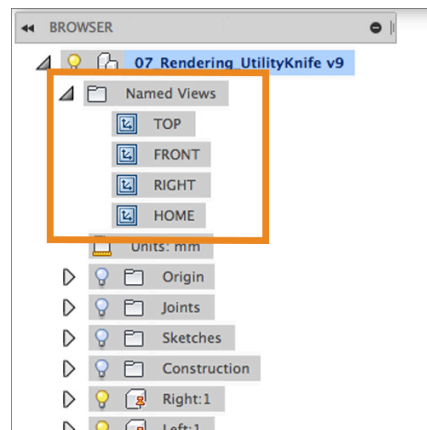 BROWSER
07_Rendering_UtilityKnife v9
Named Views
TOP
FRONT
RIGHT
HOME
Units: mm
Origin
Joints
Sketches
Construction
Right:1
Left:1